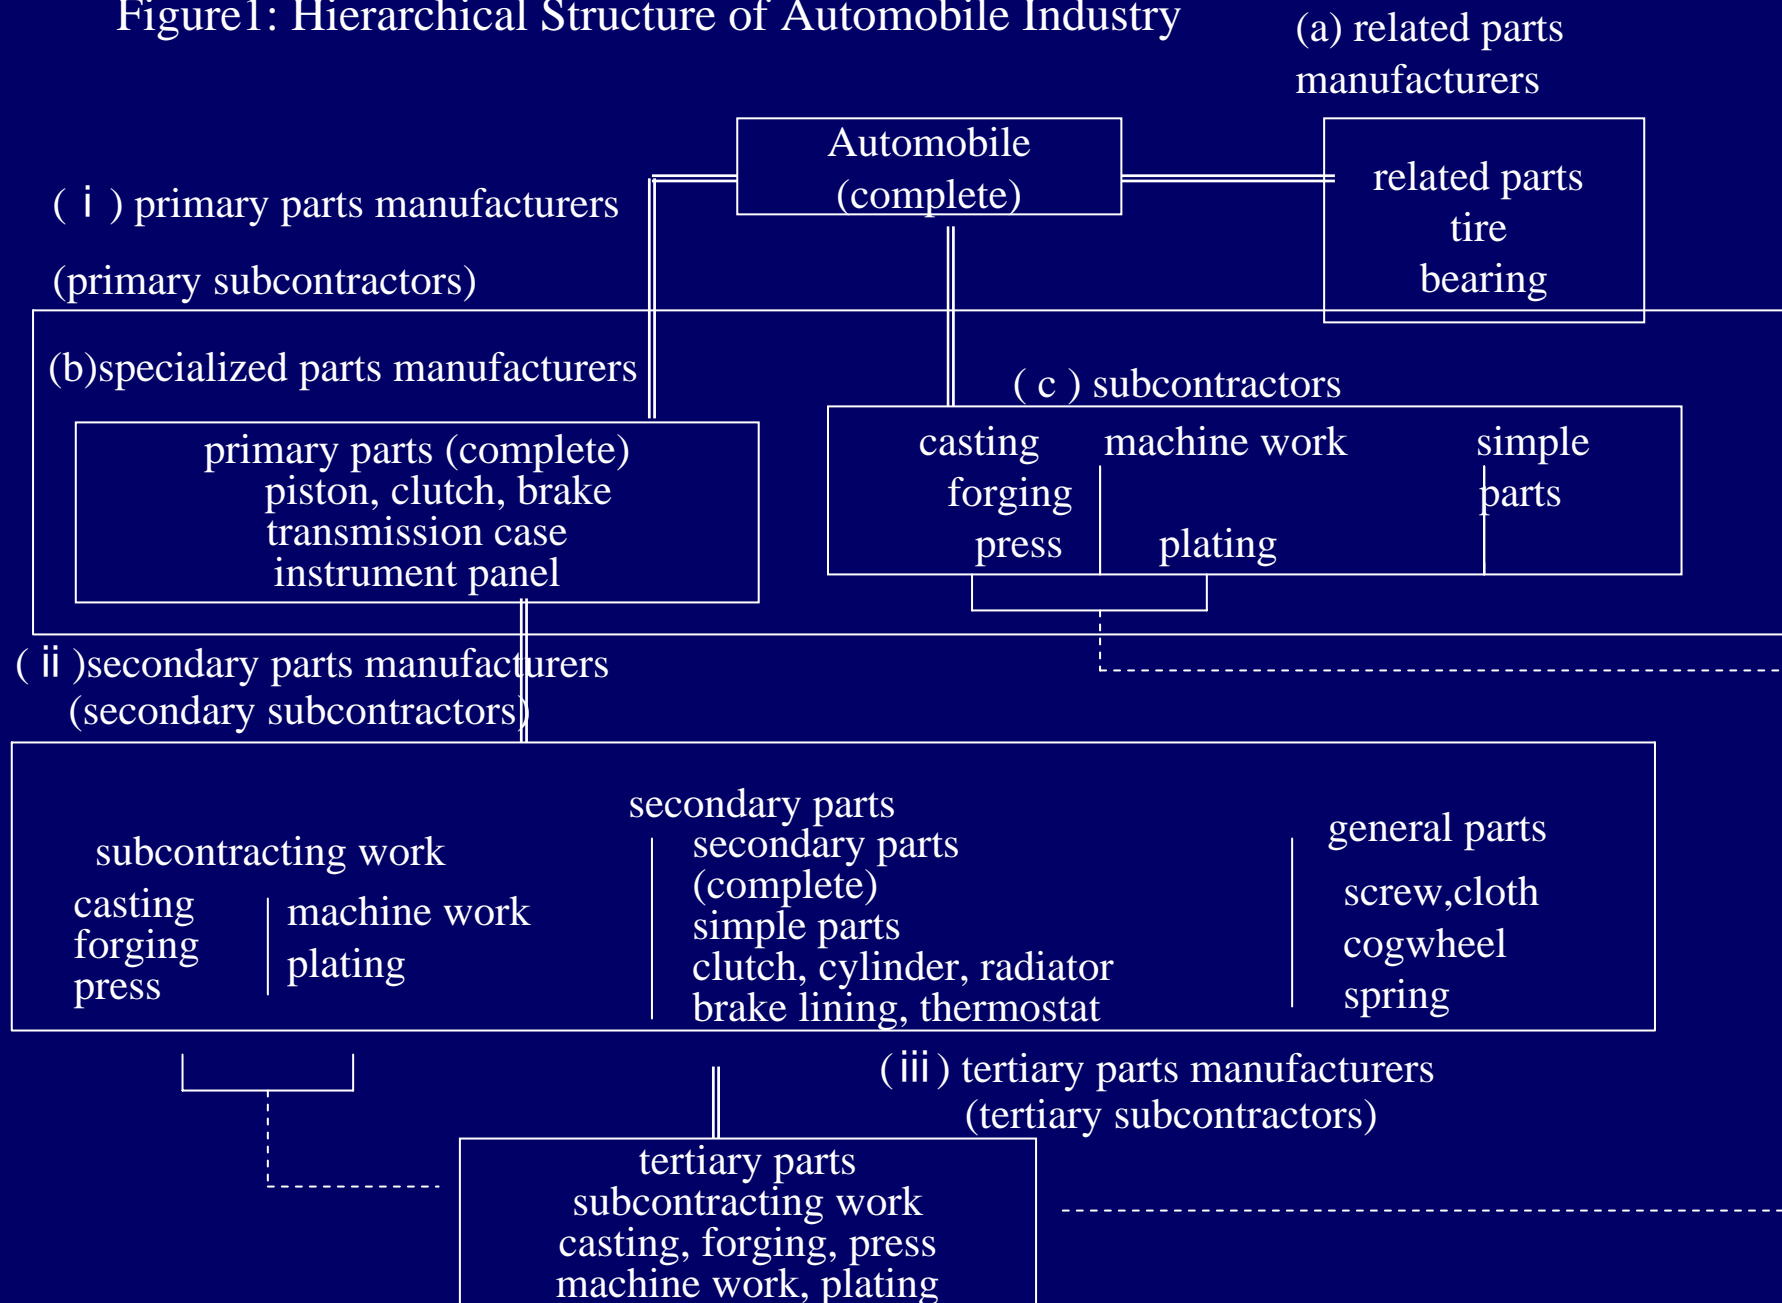 Figure1: Hierarchical Structure of Automobile Industry
(a) related parts
manufacturers
Automobile
(complete)
related parts
tire
bearing
( i ) primary parts manufacturers
(primary subcontractors)
(b)specialized parts manufacturers
primary parts (complete)
piston, clutch, brake
transmission case
instrument panel
( c ) subcontractors
casting
forging
press
machine work
plating
simple
parts
( ii )secondary parts manufacturers
(secondary subcontractors)
subcontracting work
casting
forging
press
machine work
plating
secondary parts
secondary parts
(complete)
simple parts
clutch, cylinder, radiator
brake lining, thermostat
general parts
screw,cloth
cogwheel
spring
( iii ) tertiary parts manufacturers
(tertiary subcontractors)
tertiary parts
subcontracting work
casting, forging, press
machine work, plating